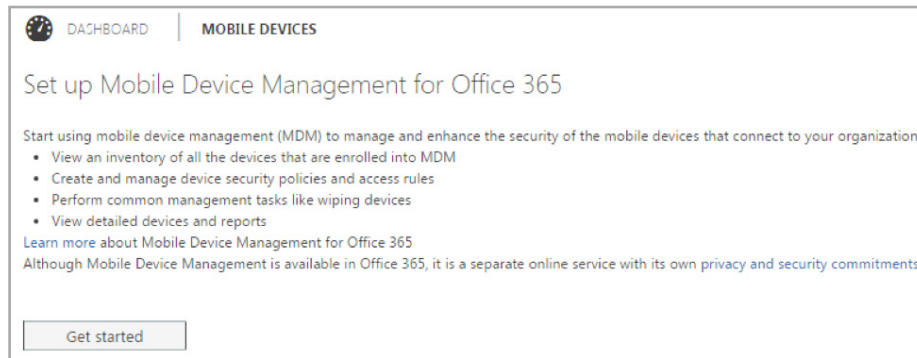 DASHBOARD MOBILE DEVICES
Set up Mobile Device Management for Office 365
Start using mobile device management (MDM) to manage and enhance the security of the mobile devices that connect to your organization
• View an inventory of all the devices that are enrolled into MDM
• Create and manage device security policies and access rules
• Perform common management tasks like wiping devices
• View detailed devices and reports
Learn more about Mobile Device Management for Office 365
Although Mobile Device Management is available in Office 365, it is a separate online service with its own privacy and security commitments
Get started